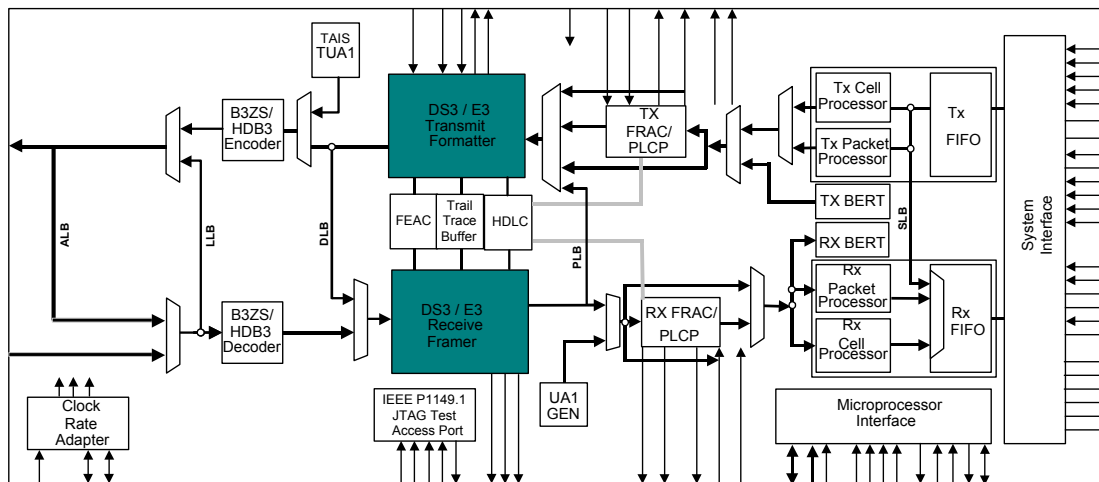 TAIS
TUA1
B3ZS/
HDB3
Encoder
DS3 / E3
Transmit
Formatter
TX
FRAC/
PLCP
Tx Cell
Processor
Tx Packet
Processor
Tx
FIFO
TX BERT
RX BERT
System
Interface
FEAC
Trail
Trace
Buffer
HDLC
ALB
LLB
DLB
PLB
SLB
B3ZS/
HDB3
Decoder
DS3 / E3
Receive
Framer
RX FRAC/
PLCP
Rx
Packet
Processor
Rx
Cell
Processor
Rx
FIFO
UA1
GEN
Clock
Rate
Adapter
IEEE P1149.1
JTAG Test
Access Port
Microprocessor
Interface